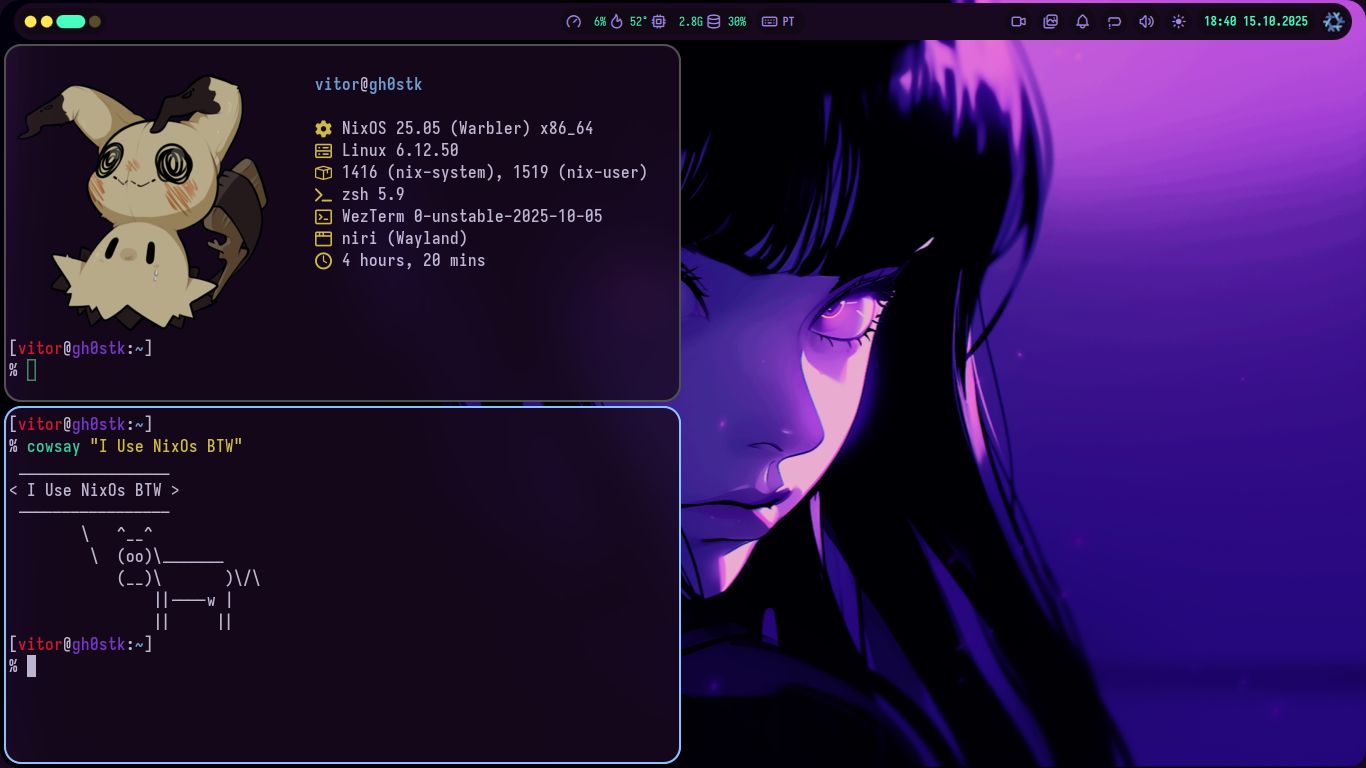 6% 52° 2.8G 30% PT 18:40 15.10.2025
vitor@gh0stk
NixOS 25.05 (Warbler) x86_64
Linux 6.12.50
1416 (nix-system), 1519 (nix-user)
zsh 5.9
WezTerm 0-unstable-2025-10-05
niri (Wayland)
4 hours, 20 mins
[vitor@gh0stk:~]
%
[vitor@gh0stk:~]
% cowsay "I Use NixOs BTW"
 _________________
< I Use NixOs BTW >
 -----------------
        \   ^__^
         \  (oo)\_______
            (__)\       )\/\
                ||----w |
                ||     ||
[vitor@gh0stk:~]
%